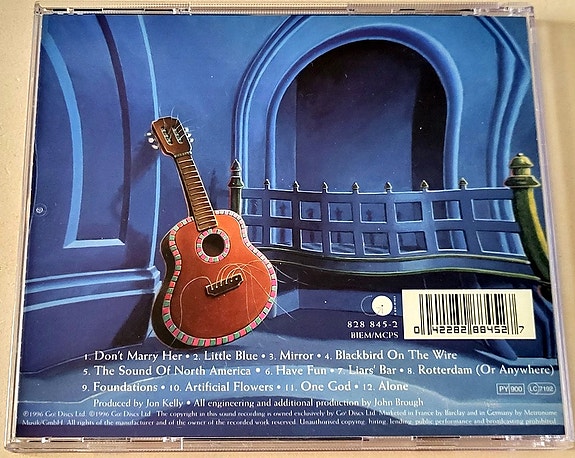 828 845-2
BIEM/MCPS
0 42282 88452 7
1. Don't Marry Her • 2. Little Blue • 3. Mirror • 4. Blackbird On The Wire
5. The Sound Of North America • 6. Have Fun • 7. Liars' Bar • 8. Rotterdam (Or Anywhere)
9. Foundations • 10. Artificial Flowers • 11. One God • 12. Alone
PY 900 LC 7192
Produced by Jon Kelly • All engineering and additional production by John Brough
℗1996 Go! Discs Ltd. ©1996 Go! Discs Ltd. The copyright in this sound recording is owned exclusively by Go! Discs Ltd. Marketed in France by Barclay and in Germany by Metronome
Musik/GmbH. All rights of the manufacturer and of the owner of the recorded work reserved. Unauthorised copying, hiring, lending, public performance and broadcasting prohibited